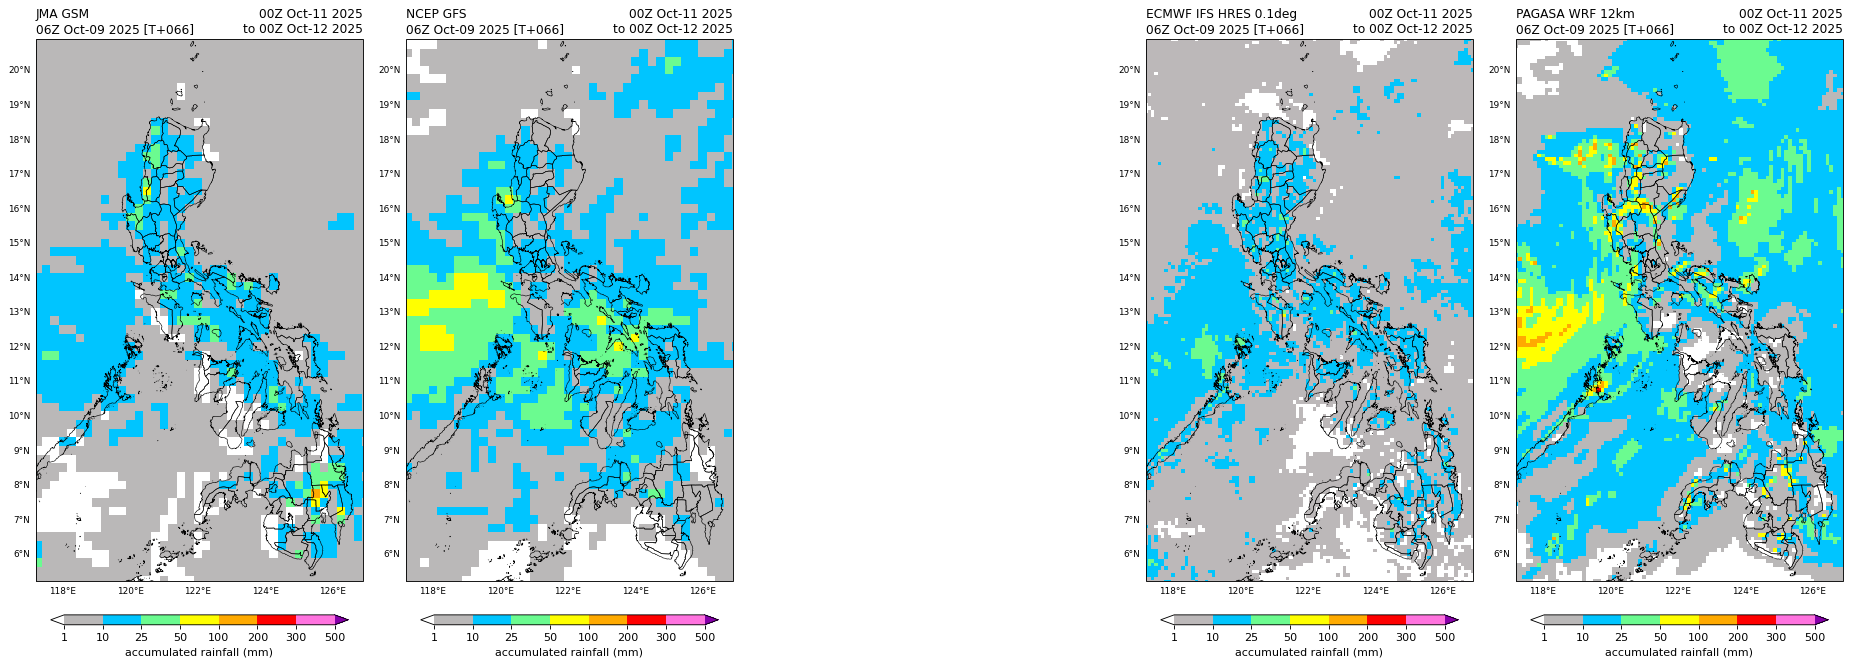 JMA GSM 00Z Oct-11 2025
06Z Oct-09 2025 [T+066] to 00Z Oct-12 2025
20°N
19°N
18°N
17°N
16°N
15°N
14°N
13°N
12°N
11°N
10°N
9°N
8°N
7°N
6°N
118°E 120°E 122°E 124°E 126°E
1 10 25 50 100 200 300 500
accumulated rainfall (mm)
NCEP GFS 00Z Oct-11 2025
06Z Oct-09 2025 [T+066] to 00Z Oct-12 2025
20°N
19°N
18°N
17°N
16°N
15°N
14°N
13°N
12°N
11°N
10°N
9°N
8°N
7°N
6°N
118°E 120°E 122°E 124°E 126°E
1 10 25 50 100 200 300 500
accumulated rainfall (mm)
ECMWF IFS HRES 0.1deg 00Z Oct-11 2025
06Z Oct-09 2025 [T+066] to 00Z Oct-12 2025
20°N
19°N
18°N
17°N
16°N
15°N
14°N
13°N
12°N
11°N
10°N
9°N
8°N
7°N
6°N
118°E 120°E 122°E 124°E 126°E
1 10 25 50 100 200 300 500
accumulated rainfall (mm)
PAGASA WRF 12km 00Z Oct-11 2025
06Z Oct-09 2025 [T+066] to 00Z Oct-12 2025
20°N
19°N
18°N
17°N
16°N
15°N
14°N
13°N
12°N
11°N
10°N
9°N
8°N
7°N
6°N
118°E 120°E 122°E 124°E 126°E
1 10 25 50 100 200 300 500
accumulated rainfall (mm)